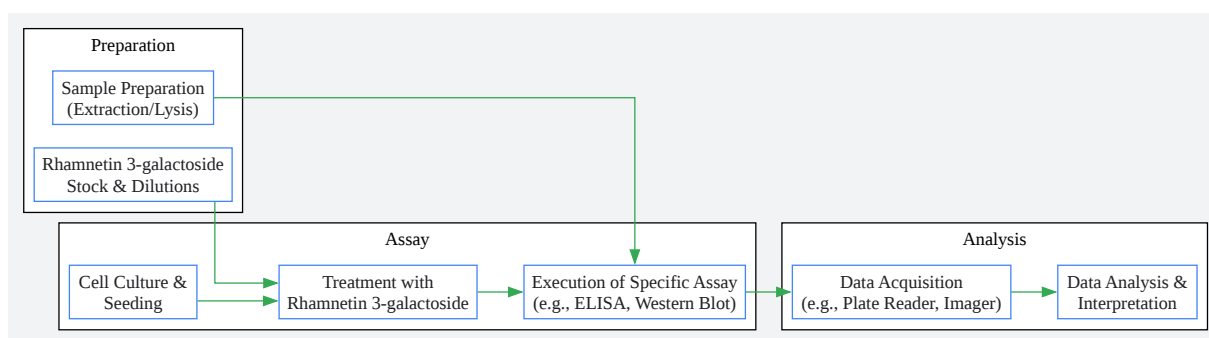 Preparation
Sample Preparation
(Extraction/Lysis)
Rhamnetin 3-galactoside
Stock & Dilutions
Assay
Cell Culture &
Seeding
Treatment with
Rhamnetin 3-galactoside
Execution of Specific Assay
(e.g., ELISA, Western Blot)
Analysis
Data Acquisition
(e.g., Plate Reader, Imager)
Data Analysis &
Interpretation